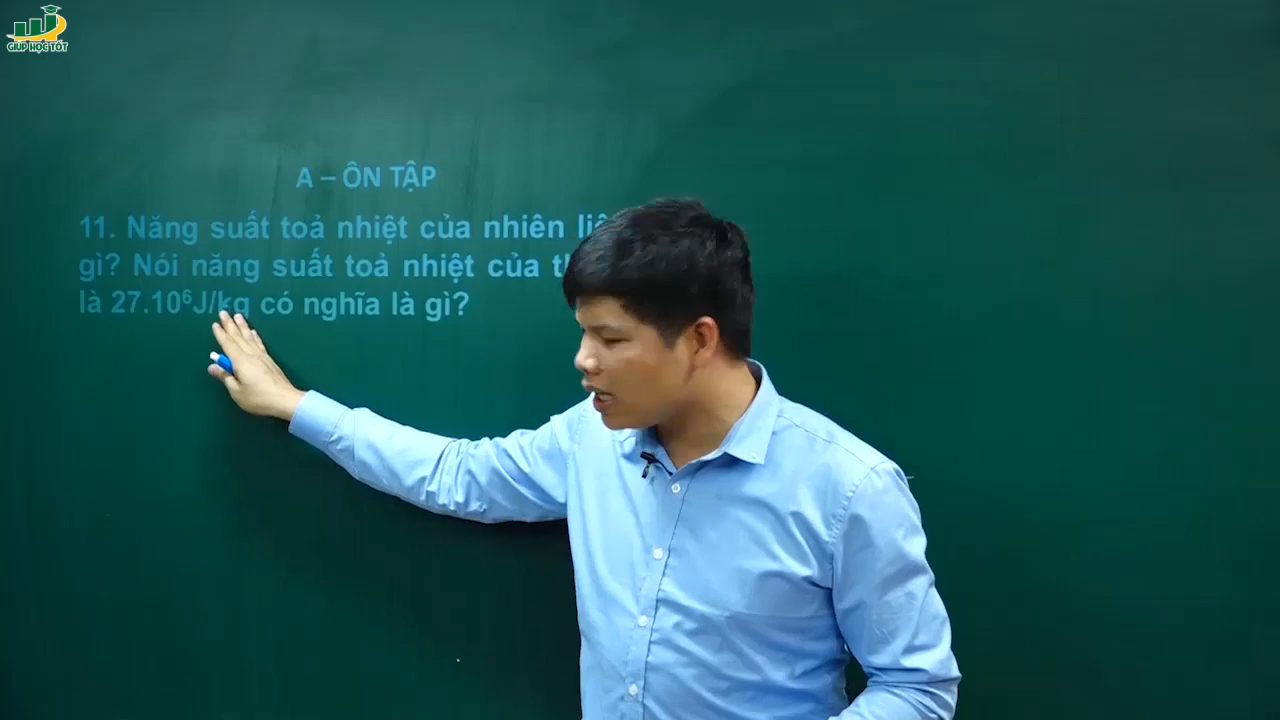 GIÚP HỌC TỐT
A – ÔN TẬP
11. Năng suất toả nhiệt của nhiên
gì? Nói năng suất toả nhiệt của
là 27.10⁶J/kg có nghĩa là gì?